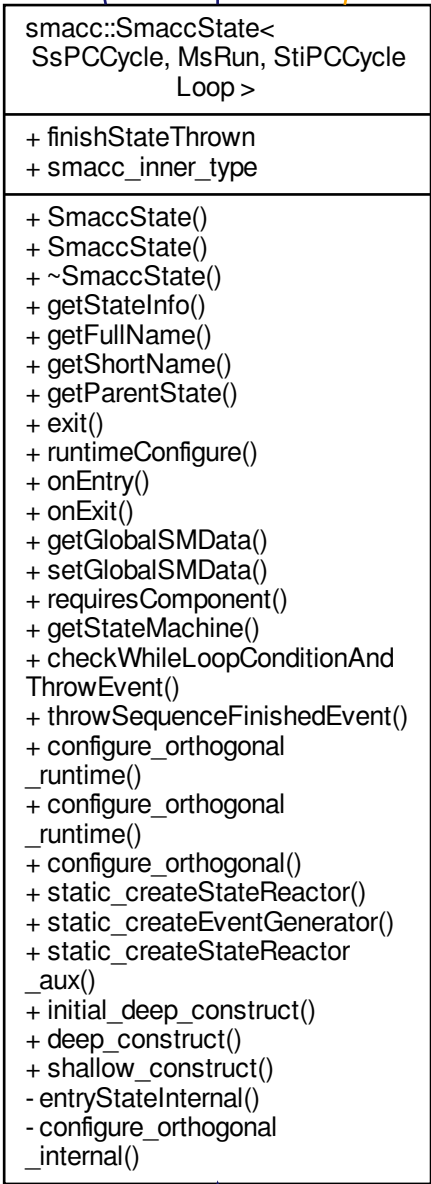 smacc::SmaccState<
SsPCCycle, MsRun, StiPCCycle
Loop >
+ finishStateThrown
+ smacc_inner_type
+ SmaccState()
+ SmaccState()
+ ~SmaccState()
+ getStateInfo()
+ getFullName()
+ getShortName()
+ getParentState()
+ exit()
+ runtimeConfigure()
+ onEntry()
+ onExit()
+ getGlobalSMData()
+ setGlobalSMData()
+ requiresComponent()
+ getStateMachine()
+ checkWhileLoopConditionAnd
ThrowEvent()
+ throwSequenceFinishedEvent()
+ configure_orthogonal
_runtime()
+ configure_orthogonal
_runtime()
+ configure_orthogonal()
+ static_createStateReactor()
+ static_createEventGenerator()
+ static_createStateReactor
_aux()
+ initial_deep_construct()
+ deep_construct()
+ shallow_construct()
- entryStateInternal()
- configure_orthogonal
_internal()